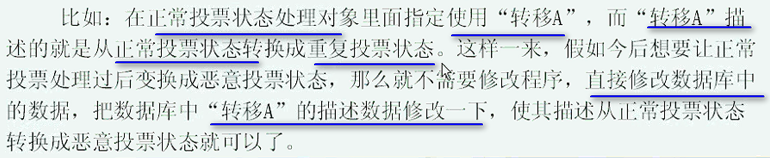 比如：在正常投票状态处理对象里面指定使用“转移A”，而“转移A”描
述的就是从正常投票状态转换成重复投票状态。这样一来，假如今后想要让正常
投票处理过后变换成恶意投票状态，那么就不需要修改程序，直接修改数据库中
的数据，把数据库中“转移A”的描述数据修改一下，使其描述从正常投票状态
转换成恶意投票状态就可以了。